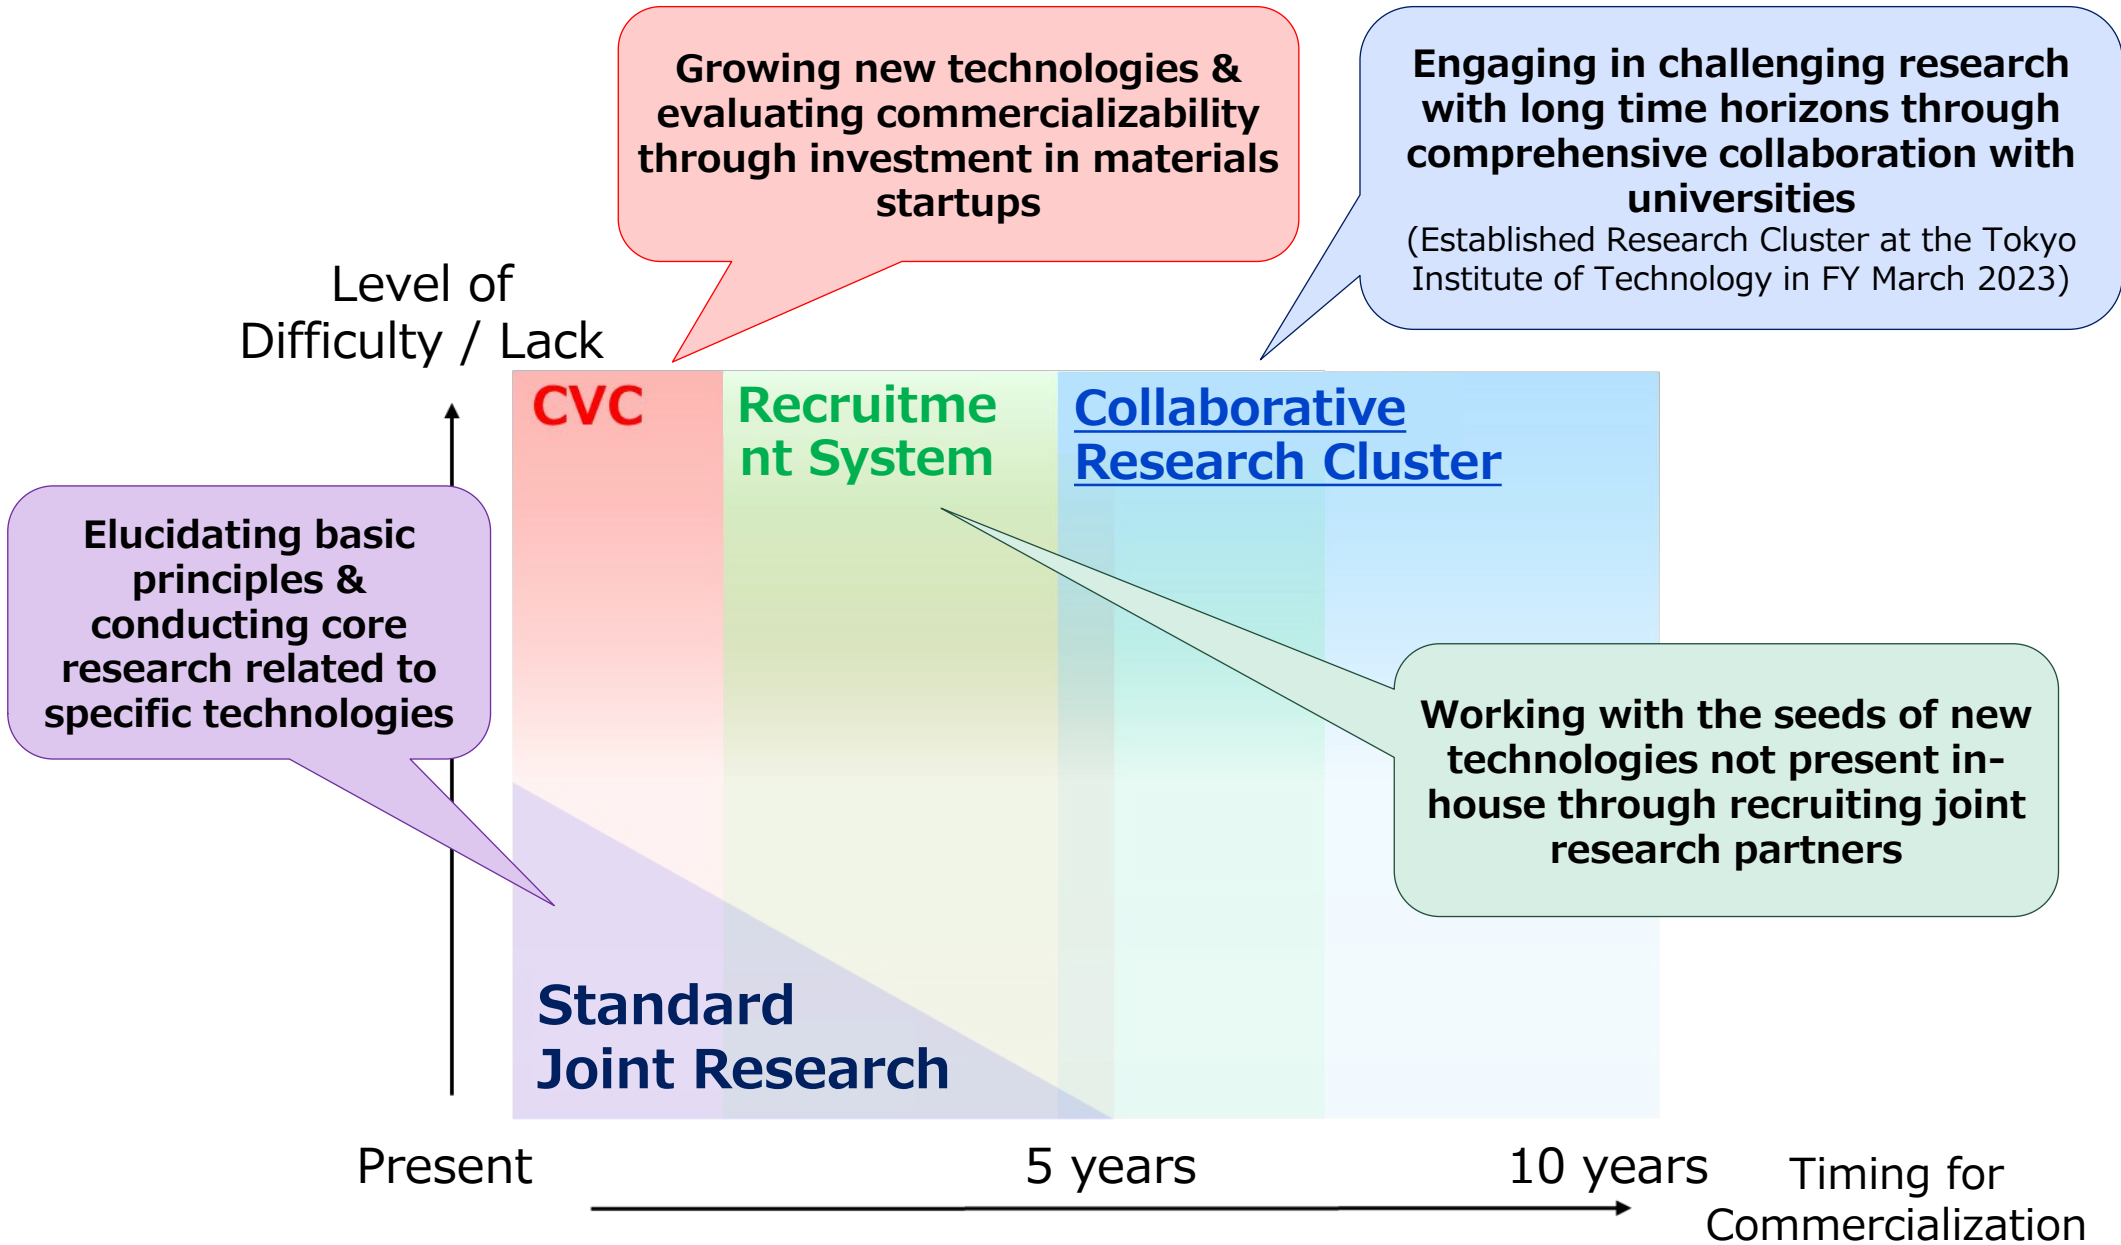 Growing new technologies &
evaluating commercializability
through investment in materials
startups
Engaging in challenging research
with long time horizons through
comprehensive collaboration with
universities
(Established Research Cluster at the Tokyo
Institute of Technology in FY March 2023)
Level of
Difficulty / Lack
CVC
Recruitme
nt System
Collaborative
Research Cluster
Elucidating basic
principles &
conducting core
research related to
specific technologies
Working with the seeds of new
technologies not present in-
house through recruiting joint
research partners
Standard
Joint Research
Present
5 years
10 years
Timing for
Commercialization